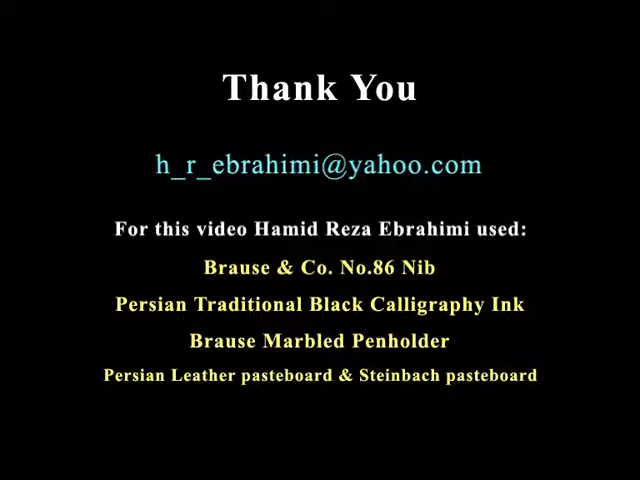 Thank You
h_r_ebrahimi@yahoo.com
For this video Hamid Reza Ebrahimi used:
Brause & Co. No.86 Nib
Persian Traditional Black Calligraphy Ink
Brause Marbled Penholder
Persian Leather pasteboard & Steinbach pasteboard